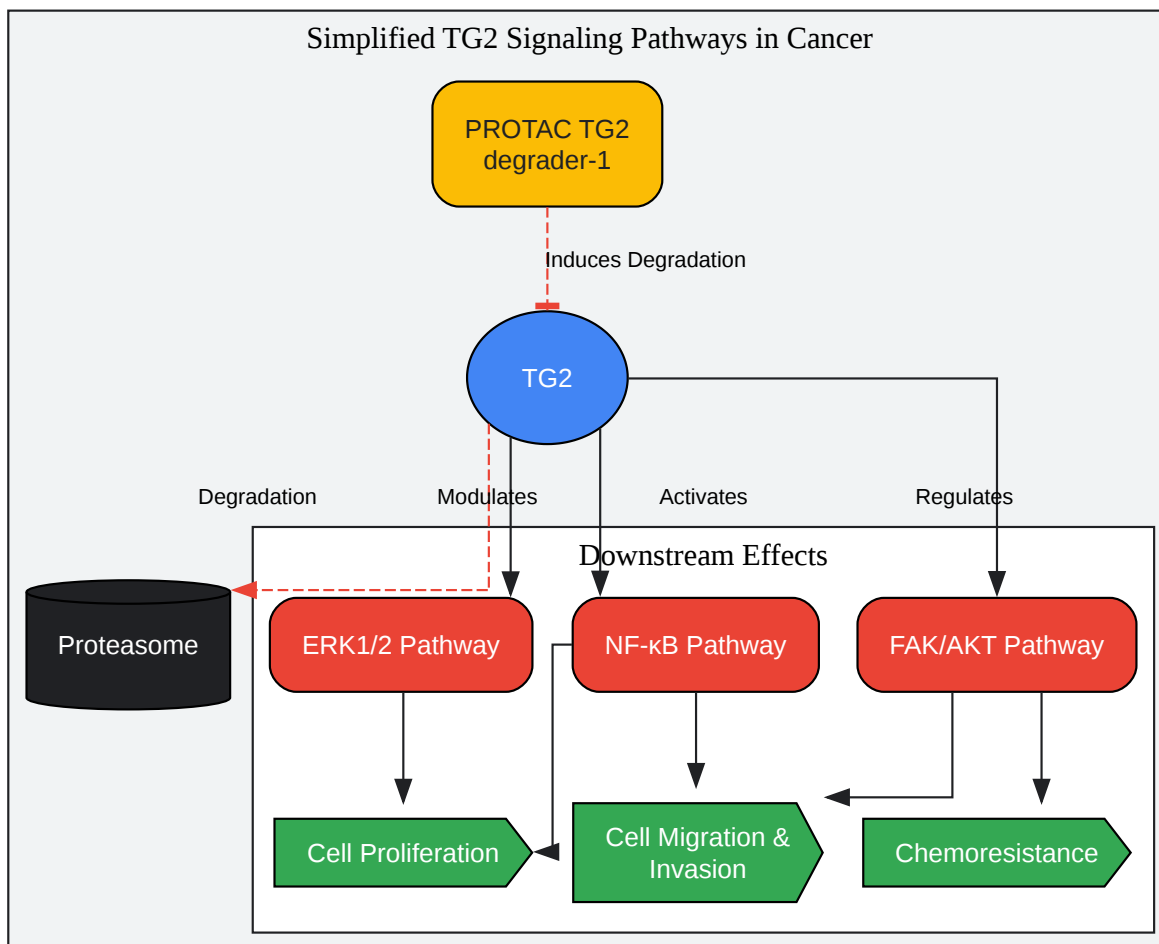 Simplified TG2 Signaling Pathways in Cancer
PROTAC TG2
degrader-1
Induces Degradation
TG2
Degradation
Modulates
Activates
Regulates
Downstream Effects
Proteasome
ERK1/2 Pathway
NF-κB Pathway
FAK/AKT Pathway
Cell Proliferation
Cell Migration &
Invasion
Chemoresistance